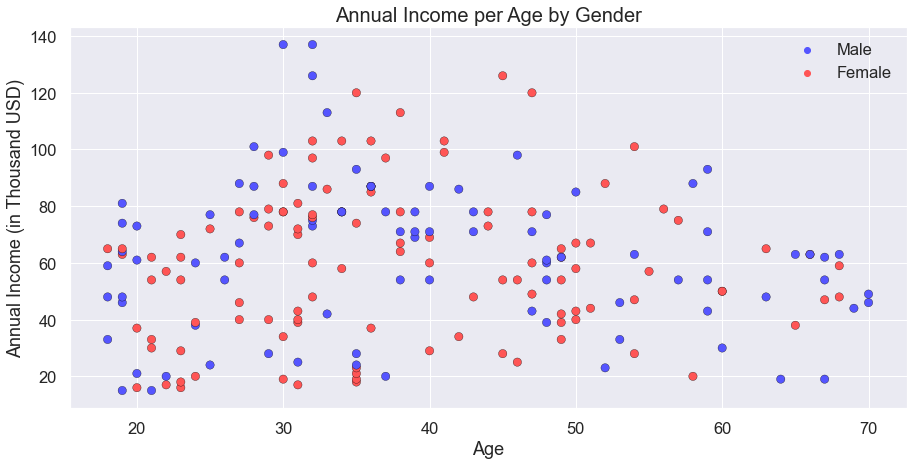 Annual Income per Age by Gender
140
120
100
80
60
40
20
Annual Income (in Thousand USD)
Male
Female
20 30 40 50 60 70
Age